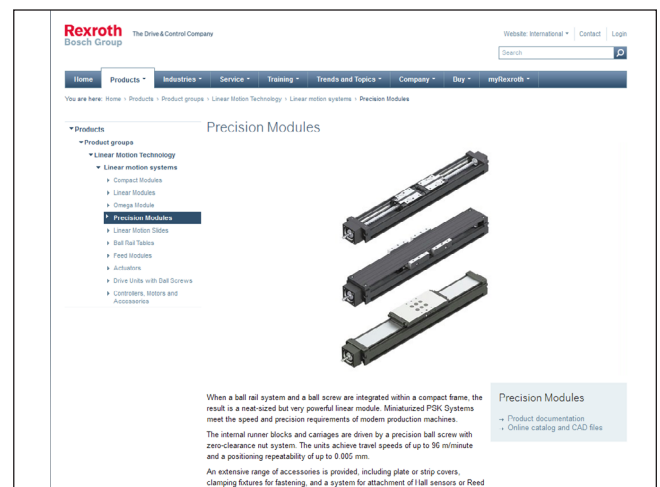 Rexroth
Bosch Group
The Drive & Control Company
Website: International
Contact
Login
Search
Home
Products
Industries
Service
Training
Trends and Topics
Company
Buy
myRexroth
You are here: Home › Products › Product groups › Linear Motion Technology › Linear motion systems › Precision Modules
Products
Product groups
Linear Motion Technology
Linear motion systems
Compact Modules
Linear Modules
Omega Module
Precision Modules
Linear Motion Slides
Ball Rail Tables
Feed Modules
Actuators
Drive Units with Ball Screws
Controllers, Motors and
Accessories
Precision Modules
When a ball rail system and a ball screw are integrated within a compact frame, the
result is a neat-sized but very powerful linear module. Miniaturized PSK Systems
meet the speed and precision requirements of modern production machines.
The internal runner blocks and carriages are driven by a precision ball screw with
zero-clearance nut system. The units achieve travel speeds of up to 96 m/minute
and a positioning repeatability of up to 0.005 mm.
An extensive range of accessories is provided, including plate or strip covers,
clamping fixtures for fastening, and a system for attachment of Hall sensors or Reed
Precision Modules
→ Product documentation
→ Online catalog and CAD files